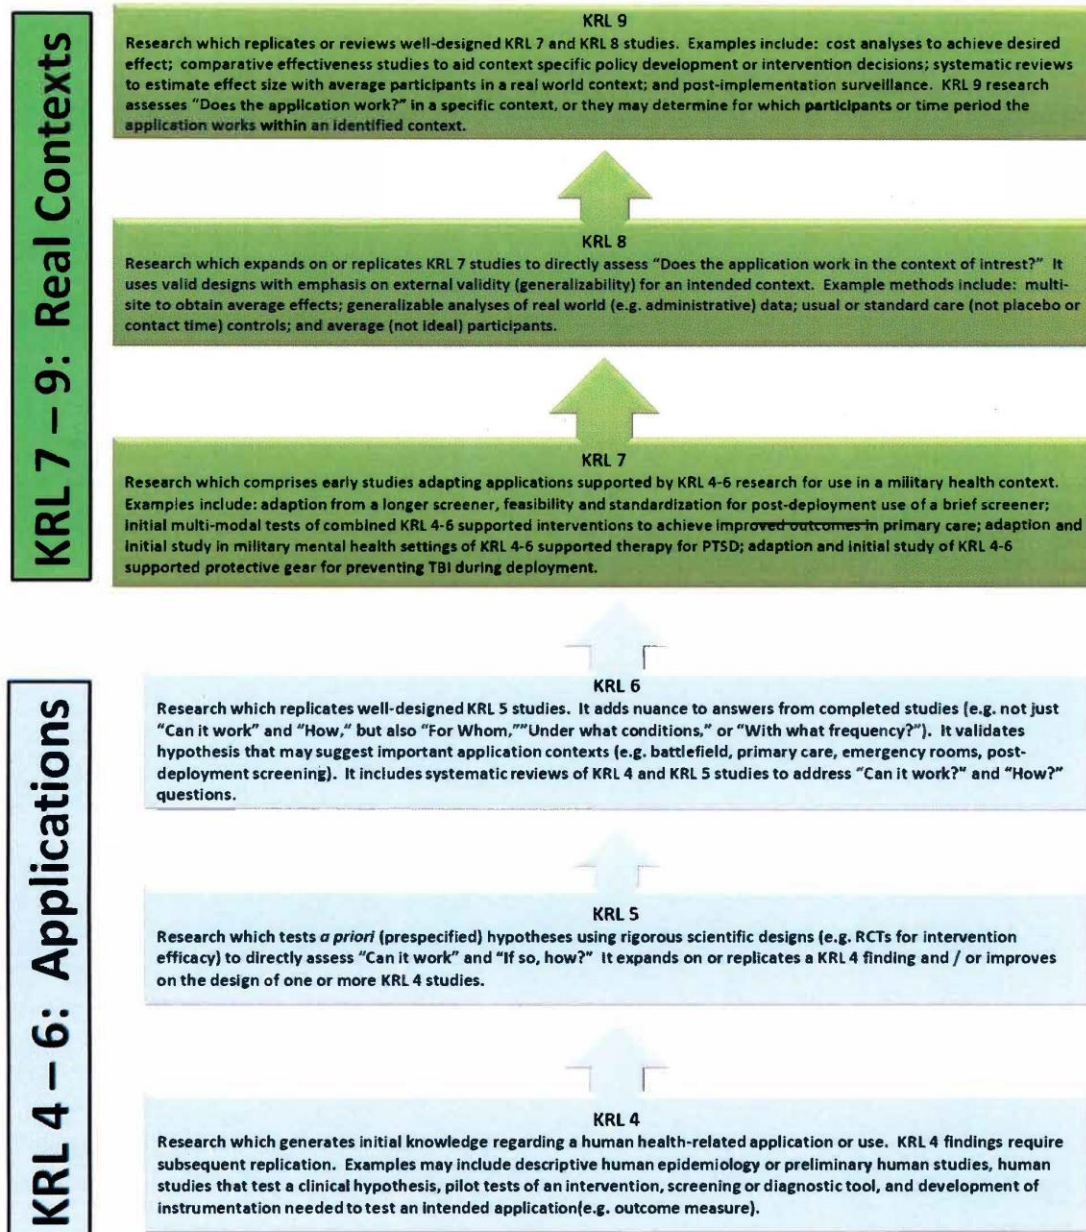 KRL 7 – 9: Real Contexts
KRL 9
Research which replicates or reviews well-designed KRL 7 and KRL 8 studies. Examples include: cost analyses to achieve desired
effect; comparative effectiveness studies to aid context specific policy development or intervention decisions; systematic reviews
to estimate effect size with average participants in a real world context; and post-implementation surveillance. KRL 9 research
assesses “Does the application work?” in a specific context, or they may determine for which participants or time period the
application works within an identified context.
KRL 8
Research which expands on or replicates KRL 7 studies to directly assess “Does the application work in the context of intrest?” It
uses valid designs with emphasis on external validity (generalizability) for an intended context. Example methods include: multi-
site to obtain average effects; generalizable analyses of real world (e.g. administrative) data; usual or standard care (not placebo or
contact time) controls; and average (not ideal) participants.
KRL 7
Research which comprises early studies adapting applications supported by KRL 4-6 research for use in a military health context.
Examples include: adaption from a longer screener, feasibility and standardization for post-deployment use of a brief screener;
initial multi-modal tests of combined KRL 4-6 supported interventions to achieve improved outcomes in primary care; adaption and
initial study in military mental health settings of KRL 4-6 supported therapy for PTSD; adaption and initial study of KRL 4-6
supported protective gear for preventing TBI during deployment.
KRL 4 – 6: Applications
KRL 6
Research which replicates well-designed KRL 5 studies. It adds nuance to answers from completed studies (e.g. not just
“Can it work” and “How,” but also “For Whom,””Under what conditions,” or “With what frequency?”). It validates
hypothesis that may suggest important application contexts (e.g. battlefield, primary care, emergency rooms, post-
deployment screening). It includes systematic reviews of KRL 4 and KRL 5 studies to address “Can it work?” and “How?”
questions.
KRL 5
Research which tests a priori (prespecified) hypotheses using rigorous scientific designs (e.g. RCTs for intervention
efficacy) to directly assess “Can it work” and “If so, how?” It expands on or replicates a KRL 4 finding and / or improves
on the design of one or more KRL 4 studies.
KRL 4
Research which generates initial knowledge regarding a human health-related application or use. KRL 4 findings require
subsequent replication. Examples may include descriptive human epidemiology or preliminary human studies, human
studies that test a clinical hypothesis, pilot tests of an intervention, screening or diagnostic tool, and development of
instrumentation needed to test an intended application(e.g. outcome measure).